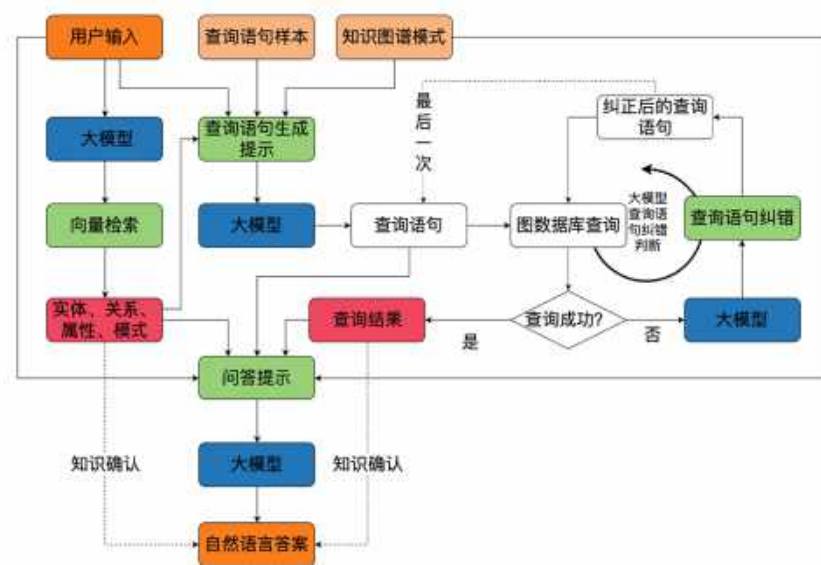 用户输入
查询语句样本
知识图谱模式
大模型
查询语句生成
提示
最后一次
纠正后的查询
语句
向量检索
大模型
查询语句
图数据库查询
大模型
查询语
句纠错
判断
查询语句纠错
实体、关系、
属性、模式
查询结果
查询成功?
大模型
是
否
问答提示
知识确认
大模型
知识确认
自然语言答案